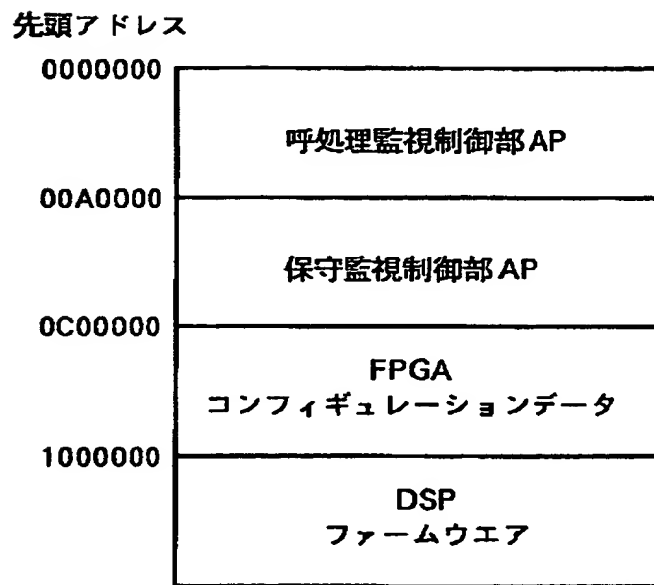 先頭アドレス
0000000
呼処理監視制御部AP
00A0000
保守監視制御部AP
0C00000
FPGA
コンフィギュレーションデータ
1000000
DSP
ファームウエア